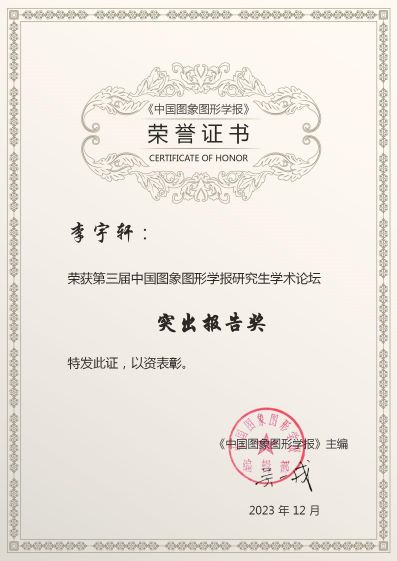 《中国图象图形学报》
荣誉证书
CERTIFICATE OF HONOR
李宇轩：
荣获第三届中国图象图形学报研究生学术论坛
突出报告奖
特发此证，以资表彰。
《中国图象图形学报》主编
中国图象图形学报
编辑部
2023 年 12 月